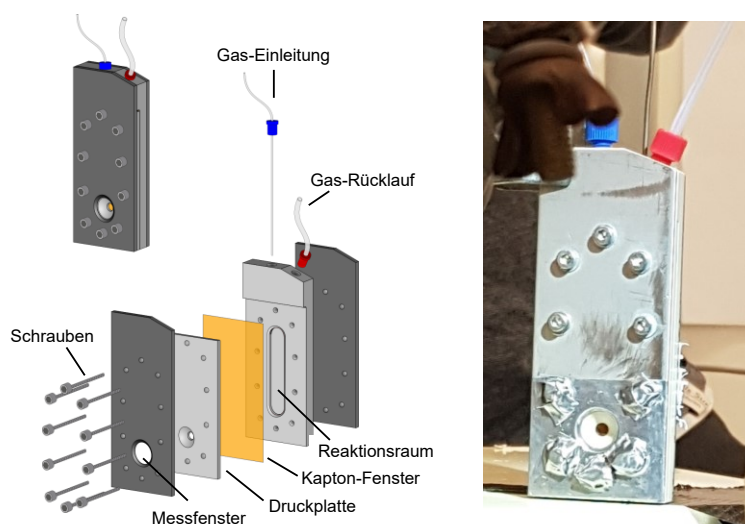 Gas-Einleitung
Gas-Rücklauf
Schrauben
Reaktionsraum
Kapton-Fenster
Druckplatte
Messfenster